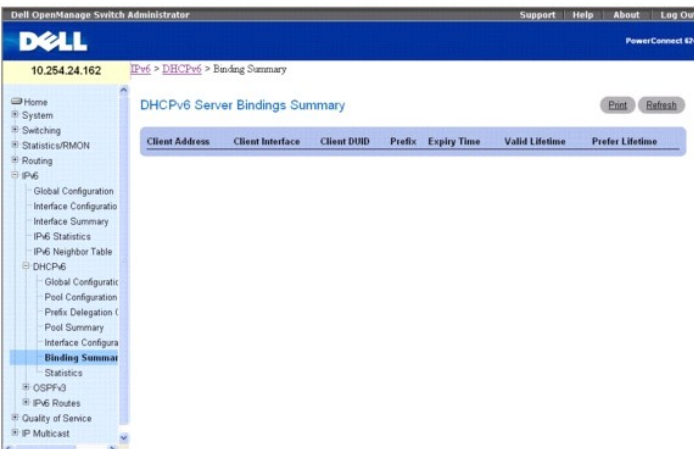 Dell OpenManage Switch Administrator
Support Help About Log Ou
DELL
PowerConnect 62
10.254.24.162
IPv6 > DHCPv6 > Binding Summary
Home
System
Switching
Statistics/RMON
Routing
IPv6
Global Configuration
Interface Configuratio
Interface Summary
IPv6 Statistics
IPv6 Neighbor Table
DHCPv6
Global Configuratic
Pool Configuration
Prefix Delegation (
Pool Summary
Interface Configura
Binding Summar
Statistics
OSPFv3
IPv6 Routes
Quality of Service
IP Multicast
DHCPv6 Server Bindings Summary
Print Refresh
Client Address Client Interface Client DUID Prefix Expiry Time Valid Lifetime Prefer Lifetime